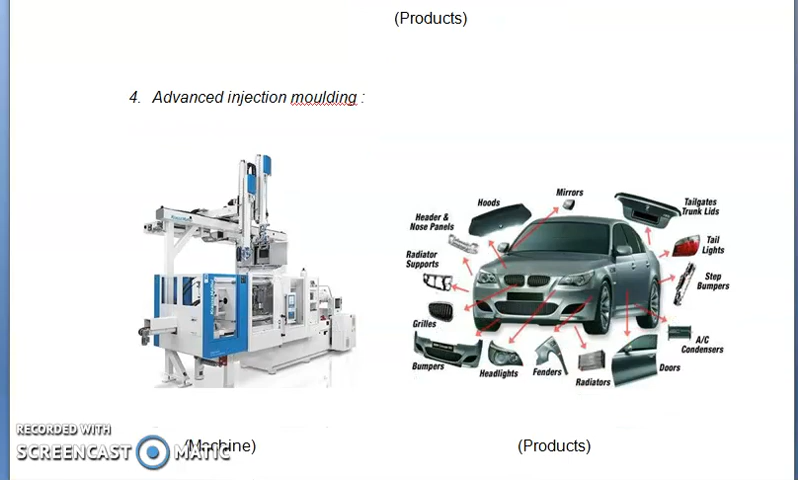 (Products)
4. Advanced injection moulding :
Mirrors
Hoods
Tailgates
Trunk Lids
Header &
Nose Panels
Tail
Lights
Radiator
Supports
Step
Bumpers
Grilles
A/C
Condensers
Bumpers
Headlights
Fenders
Radiators
Doors
RECORDED WITH
SCREENCAST MATIC
(Machine)
(Products)